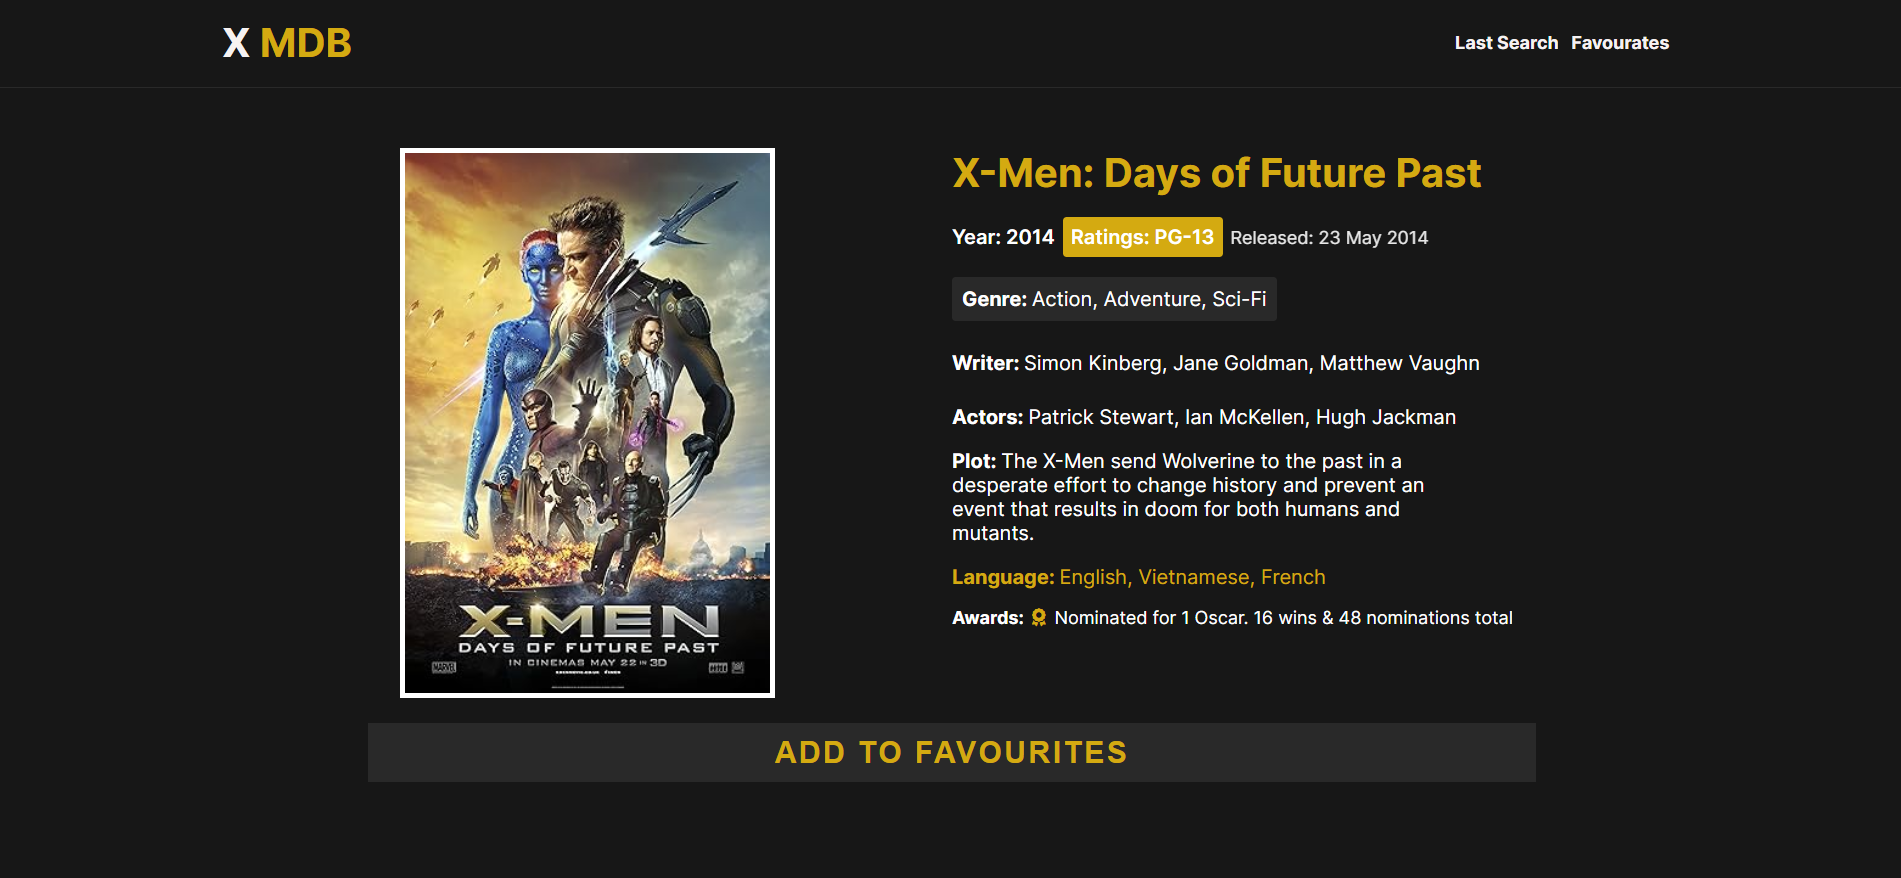 X MDB
Last Search Favourates
X-Men: Days of Future Past
Year: 2014 Ratings: PG-13 Released: 23 May 2014
Genre: Action, Adventure, Sci-Fi
Writer: Simon Kinberg, Jane Goldman, Matthew Vaughn
Actors: Patrick Stewart, Ian McKellen, Hugh Jackman
Plot: The X-Men send Wolverine to the past in a
desperate effort to change history and prevent an
event that results in doom for both humans and
mutants.
Language: English, Vietnamese, French
Awards: Nominated for 1 Oscar. 16 wins & 48 nominations total
X-MEN
DAYS OF FUTURE PAST
IN CINEMAS MAY 22 IN 3D
MARVEL
ADD TO FAVOURITES